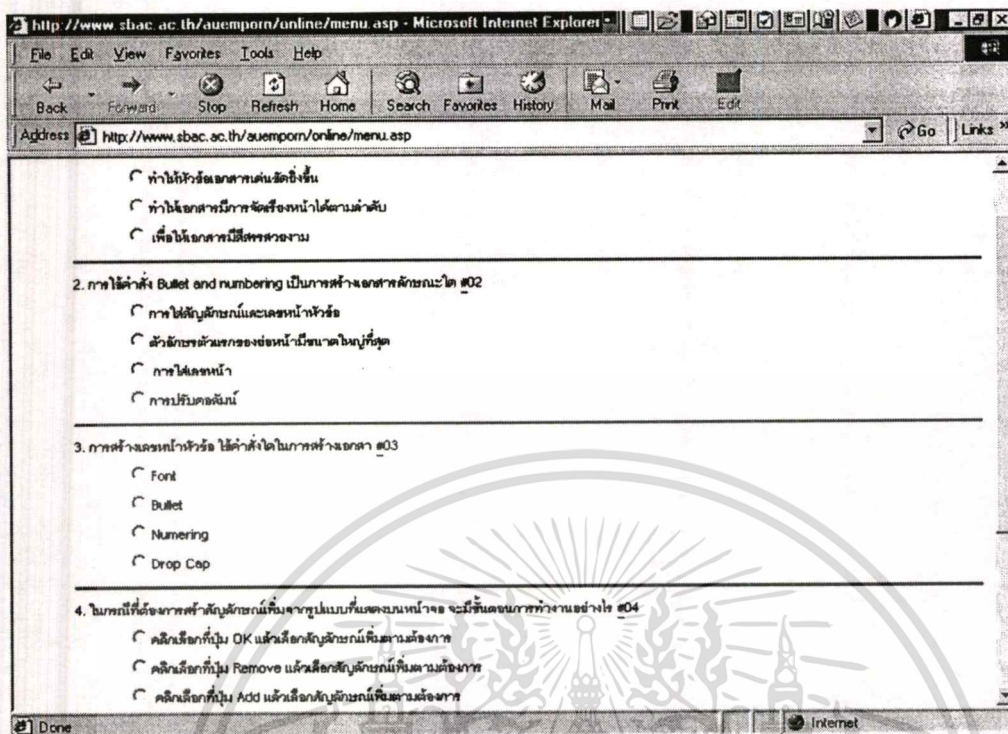 http://www.sbac.ac.th/auemporn/online/menu.asp - Microsoft Internet Explorer
File Edit View Favorites Tools Help
Back Forward Stop Refresh Home Search Favorites History Mail Print Edit
Address http://www.sbac.ac.th/auemporn/online/menu.asp Go Links »
ทำให้หัวข้อเอกสารเด่นชัดยิ่งขึ้น
ทำให้เอกสารมีการจัดเรียงหน้าได้ตามลำดับ
เพื่อให้เอกสารมีสีสรรสวยงาม
2. การใช้คำสั่ง Bullet and numbering เป็นการสร้างเอกสารลักษณะใด #02
การใส่สัญลักษณ์และเลขหน้าหัวข้อ
ตัวอักษรตัวแรกของย่อหน้ามีขนาดใหญ่ที่สุด
การใส่เลขหน้า
การปรับคอลัมน์
3. การสร้างเลขหน้าหัวข้อ ใช้คำสั่งใดในการสร้างเอกสา #03
Font
Bullet
Numering
Drop Cap
4. ในกรณีที่ต้องการสร้าสัญลักษณ์เพิ่มจากรูปแบบที่แสดงบนหน้าจอ จะมีขั้นตอนการทำงานอย่างไร #04
คลิกเลือกที่ปุ่ม OK แล้วเลือกสัญลักษณ์เพิ่มตามต้องการ
คลิกเลือกที่ปุ่ม Remove แล้วเลือกสัญลักษณ์เพิ่มตามต้องการ
คลิกเลือกที่ปุ่ม Add แล้วเลือกสัญลักษณ์เพิ่มตามต้องการ
Done Internet